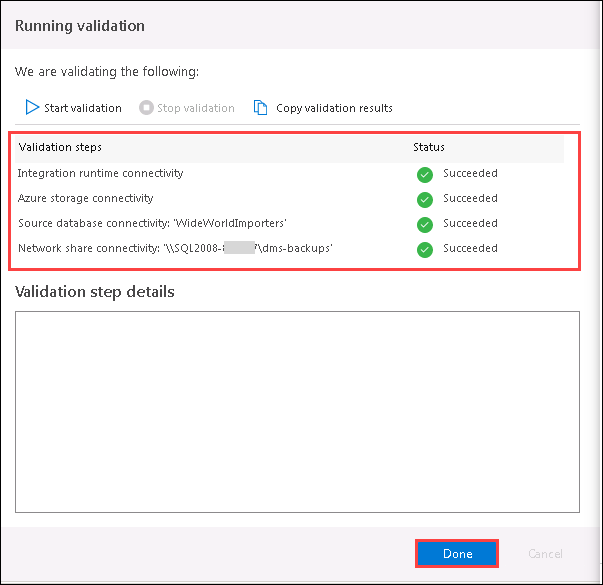 Running validation
We are validating the following:
Start validation Stop validation Copy validation results
Validation steps Status
Integration runtime connectivity Succeeded
Azure storage connectivity Succeeded
Source database connectivity: 'WideWorldImporters' Succeeded
Network share connectivity: '\\SQL2008-\dms-backups' Succeeded
Validation step details
Done Cancel